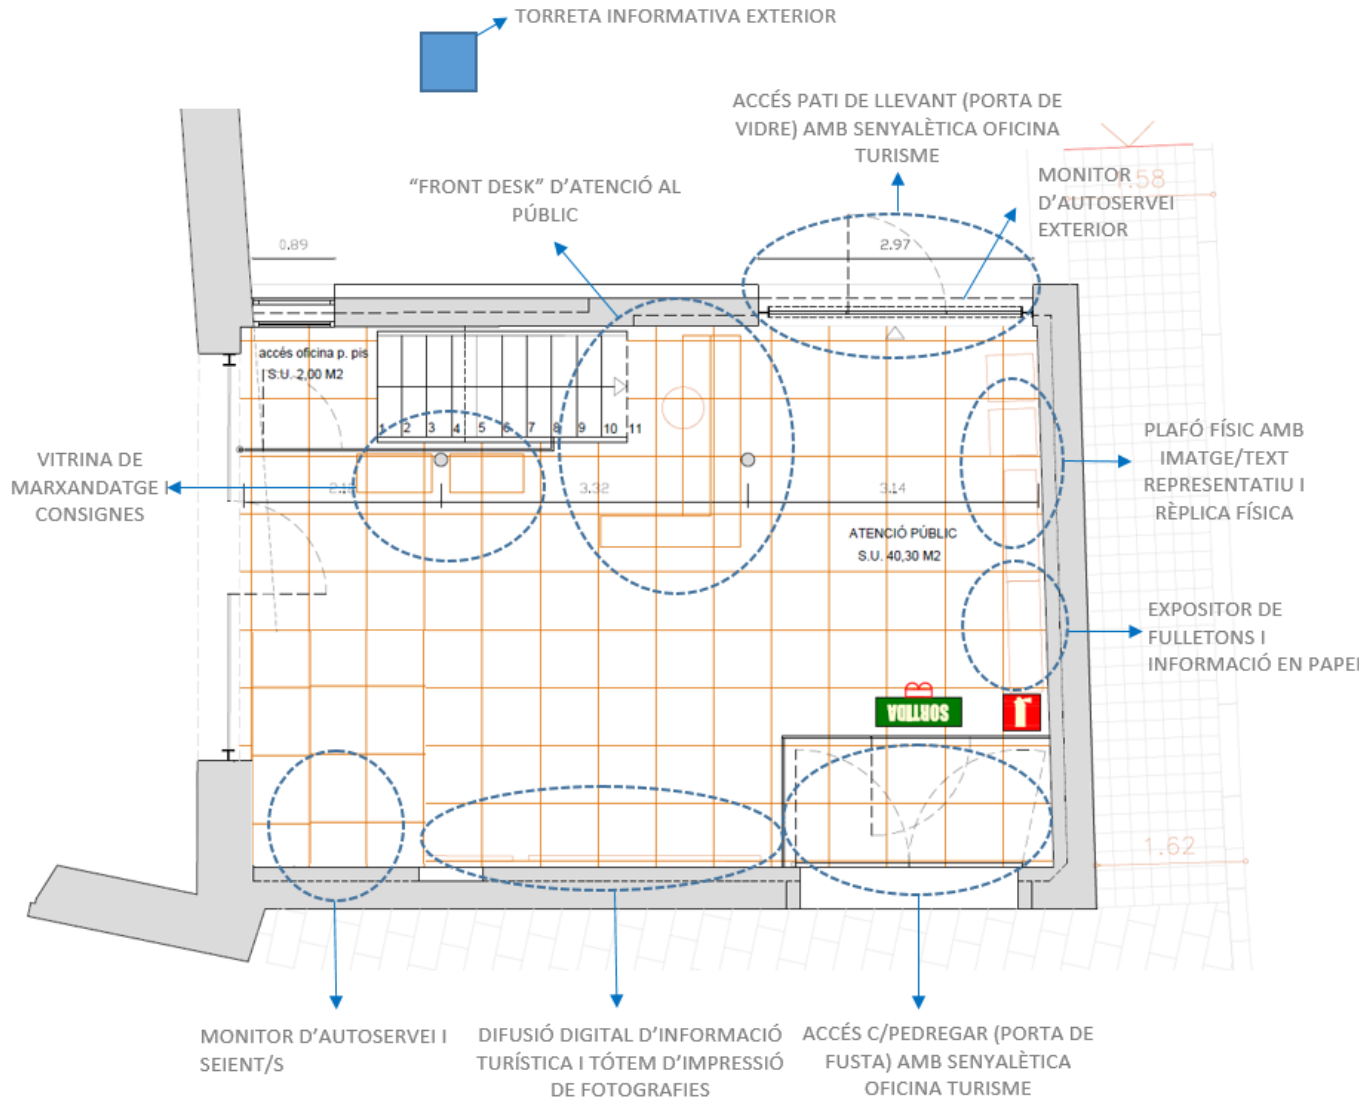 TORRETA INFORMATIVA EXTERIOR
ACCÉS PATI DE LLEVANT (PORTA DE
VIDRE) AMB SENYALÈTICA OFICINA
TURISME
"FRONT DESK" D'ATENCIÓ AL
PÚBLIC
MONITOR
D'AUTOSERVEI
EXTERIOR
1.58
0.89
2.97
accés oficina p. pis
S.U. 2,00 M2
1 2 3 4 5 6 7 8 9 10 11
VITRINA DE
MARXANDATGE I
CONSIGNES
3.32
3.14
PLAFÓ FÍSIC AMB
IMATGE/TEXT
REPRESENTATIU I
RÈPLICA FÍSICA
ATENCIÓ PÚBLIC
S.U. 40,30 M2
EXPOSITOR DE
FULLETONS I
INFORMACIÓ EN PAPER
SORTIDA
1.62
MONITOR D'AUTOSERVEI I
SEIENT/S
DIFUSIÓ DIGITAL D'INFORMACIÓ
TURÍSTICA I TÓTEM D'IMPRESSIÓ
DE FOTOGRAFIES
ACCÉS C/PEDREGAR (PORTA DE
FUSTA) AMB SENYALÈTICA
OFICINA TURISME